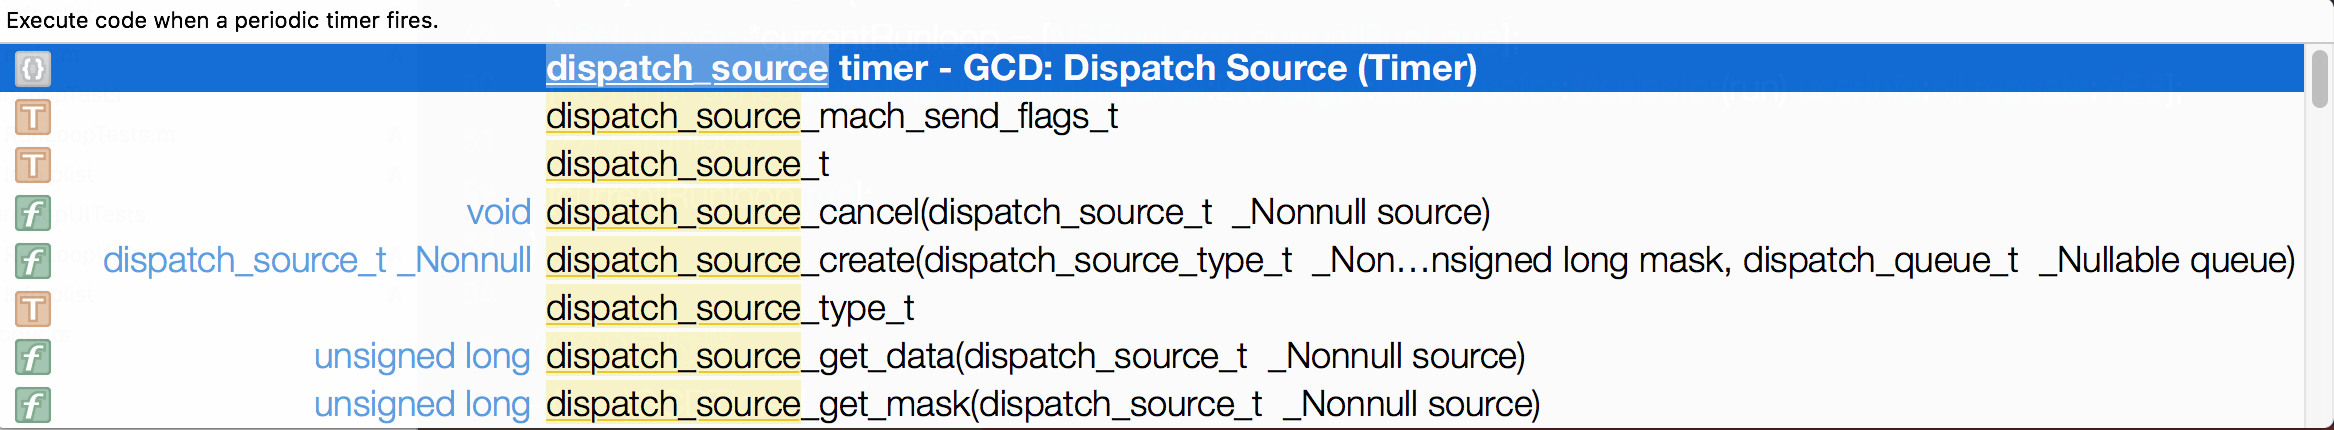 Execute code when a periodic timer fires.
{} dispatch_source timer - GCD: Dispatch Source (Timer)
T dispatch_source_mach_send_flags_t
T dispatch_source_t
f void dispatch_source_cancel(dispatch_source_t _Nonnull source)
f dispatch_source_t _Nonnull dispatch_source_create(dispatch_source_type_t _Non...nsigned long mask, dispatch_queue_t _Nullable queue)
T dispatch_source_type_t
f unsigned long dispatch_source_get_data(dispatch_source_t _Nonnull source)
f unsigned long dispatch_source_get_mask(dispatch_source_t _Nonnull source)